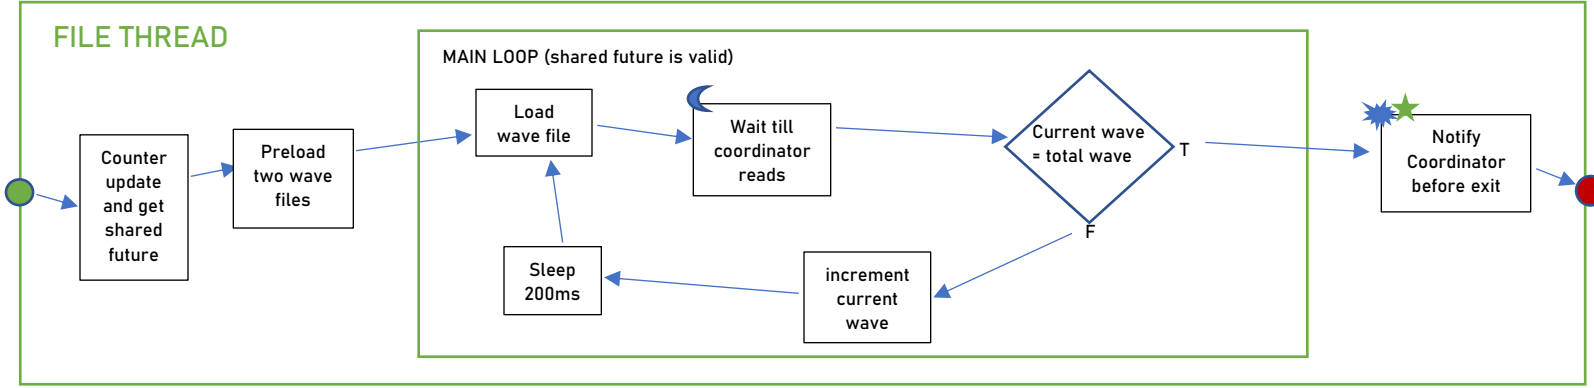 FILE THREAD
MAIN LOOP (shared future is valid)
Counter
update
and get
shared
future
Preload
two wave
files
Load
wave file
Wait till
coordinator
reads
Current wave
= total wave
T
F
increment
current
wave
Sleep
200ms
Notify
Coordinator
before exit